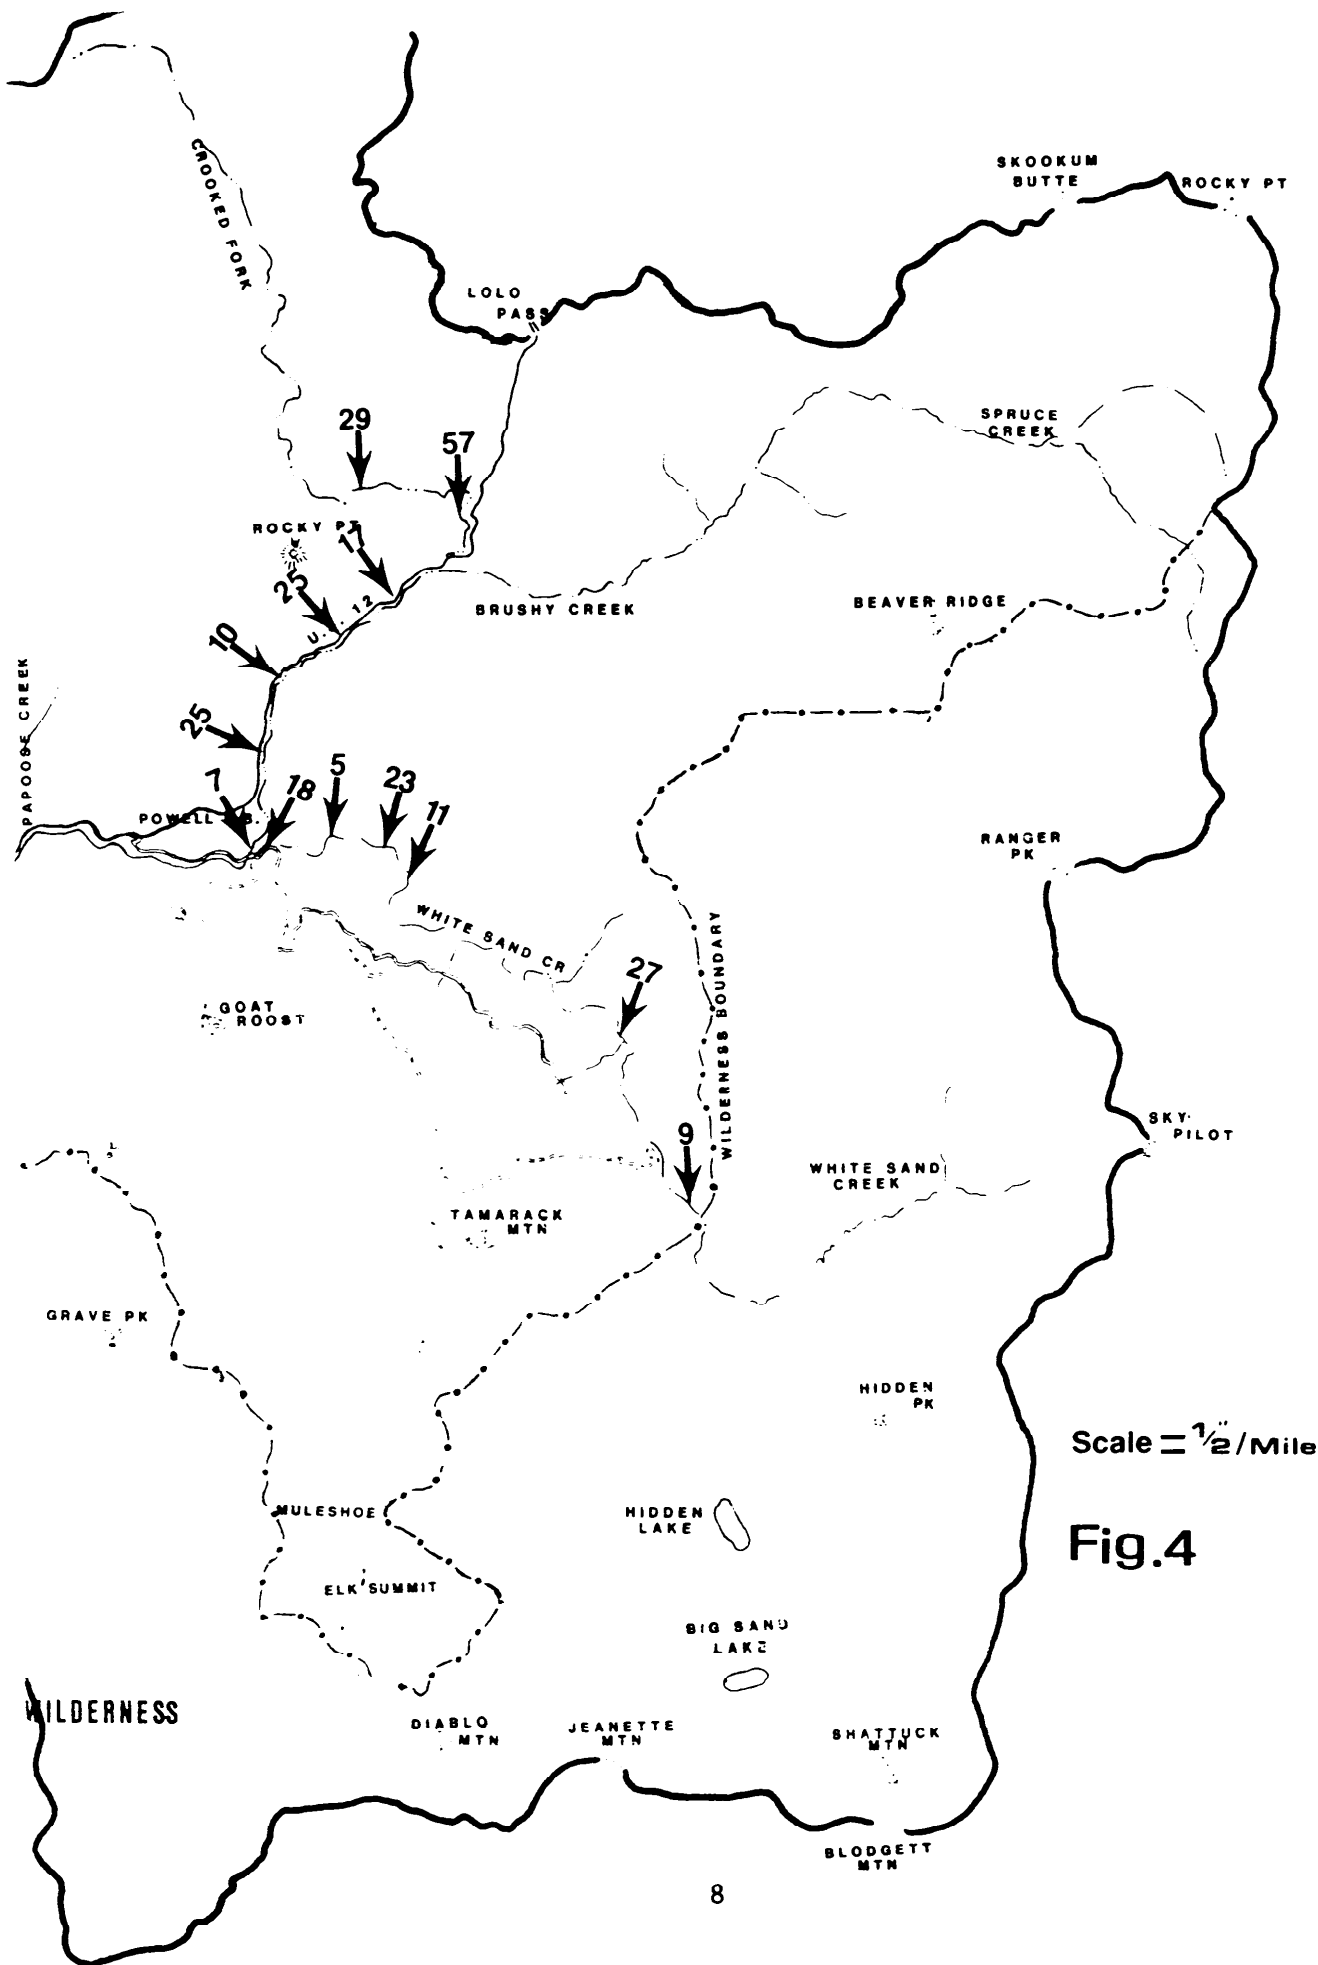 CROOKED FORK
SKOOKUM
BUTTE
ROCKY PT
LOLO
PASS
29
57
SPRUCE
CREEK
ROCKY PT
17
25
U. . 12
BRUSHY CREEK
BEAVER RIDGE
10
PAPOOSE CREEK
25
7
18
5
23
11
POWELL
RANGER
PK
WHITE SAND CR
WILDERNESS BOUNDARY
27
GOAT
ROOST
9
SKY
PILOT
WHITE SAND
CREEK
TAMARACK
MTN
GRAVE PK
HIDDEN
PK
Scale = 1/2"/Mile
MULESHOE
HIDDEN
LAKE
Fig.4
ELK SUMMIT
BIG SAND
LAKE
WILDERNESS
DIABLO
MTN
JEANETTE
MTN
SHATTUCK
MTN
BLODGETT
MTN
8